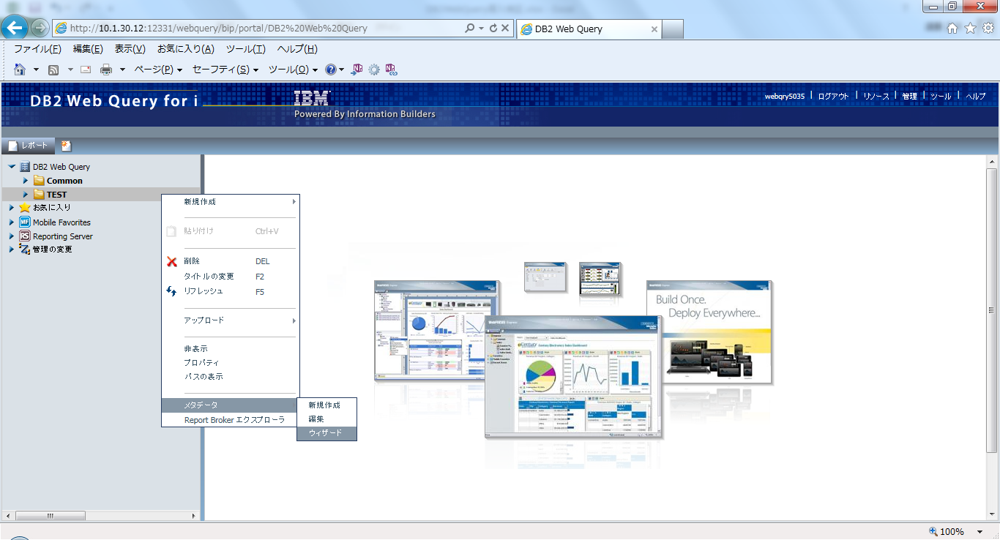 http://10.1.30.12:12331/webquery/bip/portal/DB2%20Web%20Query
DB2 Web Query
ファイル(F) 編集(E) 表示(V) お気に入り(A) ツール(T) ヘルプ(H)
ページ(P) セーフティ(S) ツール(O)
DB2 Web Query for i
IBM
Powered By Information Builders
webqry5035 | ログアウト | リソース | 管理 | ツール | ヘルプ
レポート
DB2 Web Query
Common
TEST
お気に入り
MF Mobile Favorites
RS Reporting Server
管理の変更
新規作成
貼り付け Ctrl+V
削除 DEL
タイトルの変更 F2
リフレッシュ F5
アップロード
非表示
プロパティ
パスの表示
メタデータ
Report Broker エクスプローラ
新規作成
編集
ウィザード
WebFOCUS Express
Century Electronics Sales Dashboard
Build Once.
Deploy Everywhere...
100%